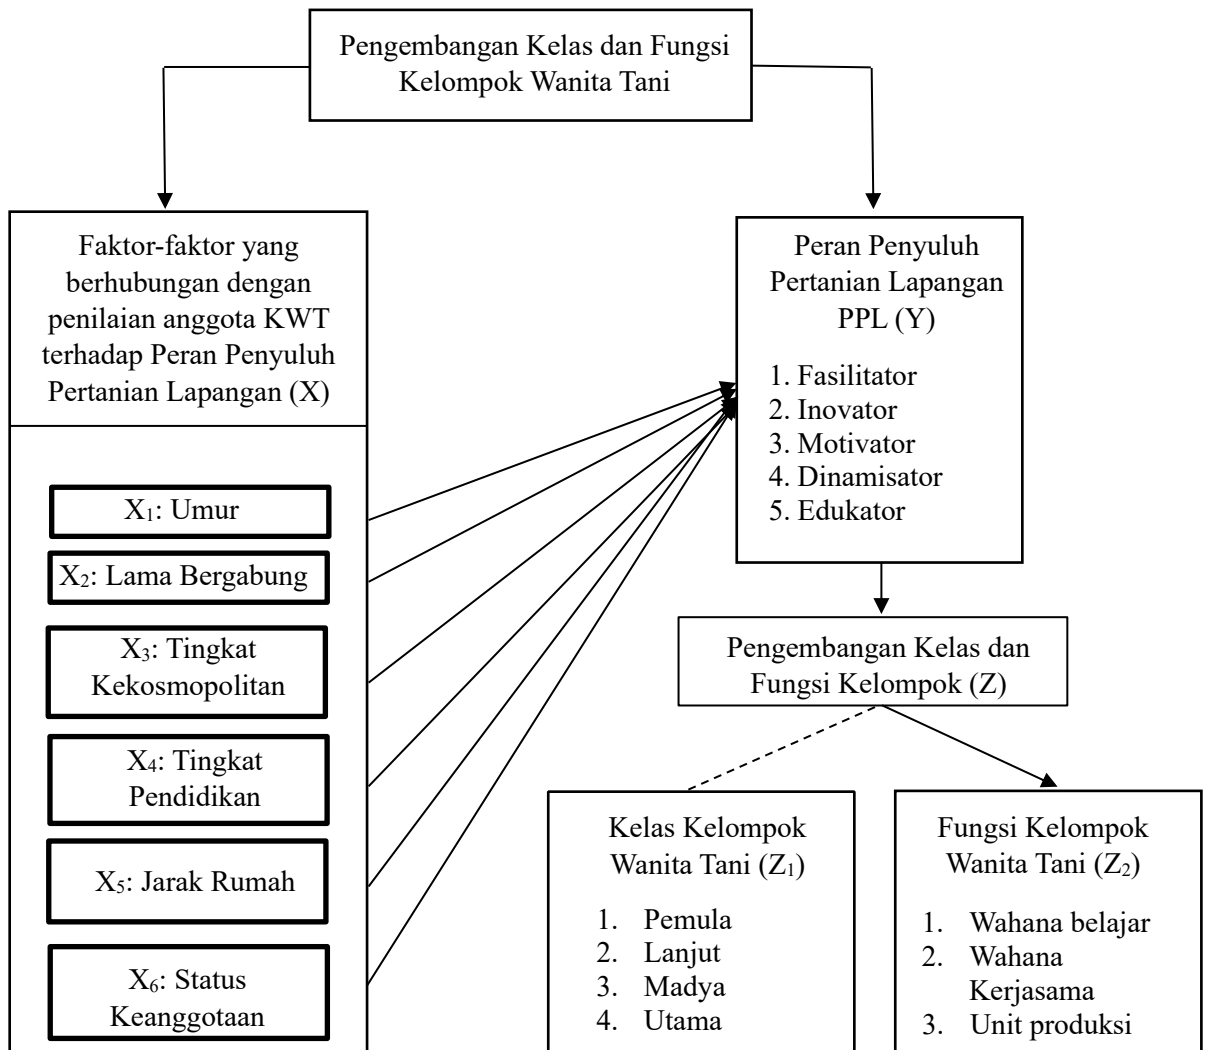 Pengembangan Kelas dan Fungsi
Kelompok Wanita Tani
Faktor-faktor yang
berhubungan dengan
penilaian anggota KWT
terhadap Peran Penyuluh
Pertanian Lapangan (X)
X₁: Umur
X₂: Lama Bergabung
X₃: Tingkat
Kekosmopolitan
X₄: Tingkat
Pendidikan
X₅: Jarak Rumah
X₆: Status
Keanggotaan
Peran Penyuluh
Pertanian Lapangan
PPL (Y)
1. Fasilitator
2. Inovator
3. Motivator
4. Dinamisator
5. Edukator
Pengembangan Kelas dan
Fungsi Kelompok (Z)
Kelas Kelompok
Wanita Tani (Z₁)
1. Pemula
2. Lanjut
3. Madya
4. Utama
Fungsi Kelompok
Wanita Tani (Z₂)
1. Wahana belajar
2. Wahana
Kerjasama
3. Unit produksi